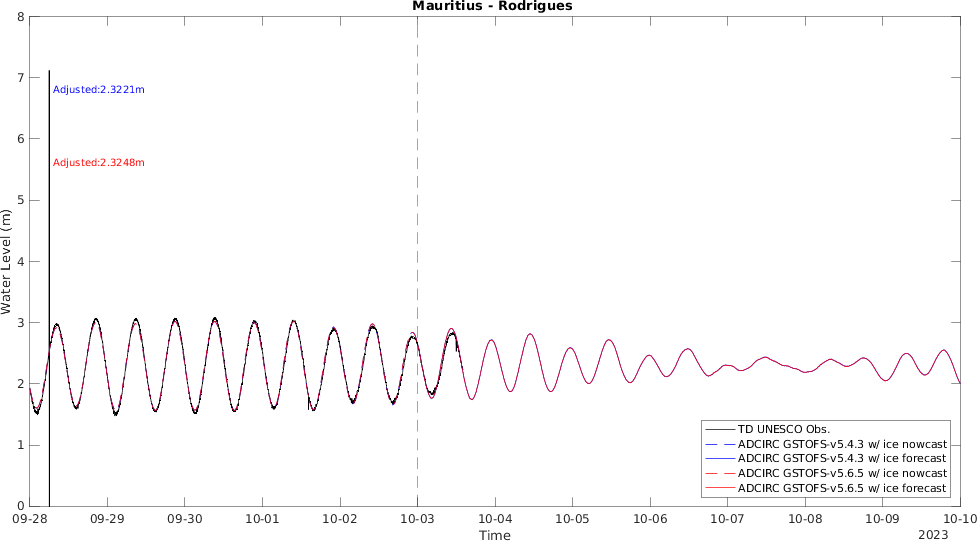 Mauritius - Rodrigues
8
7
6
5
4
3
2
1
0
Water Level (m)
Adjusted:2.3221m
Adjusted:2.3248m
TD UNESCO Obs.
ADCIRC GSTOFS-v5.4.3 w/ ice nowcast
ADCIRC GSTOFS-v5.4.3 w/ ice forecast
ADCIRC GSTOFS-v5.6.5 w/ ice nowcast
ADCIRC GSTOFS-v5.6.5 w/ ice forecast
09-28 09-29 09-30 10-01 10-02 10-03 10-04 10-05 10-06 10-07 10-08 10-09 10-10
Time
2023